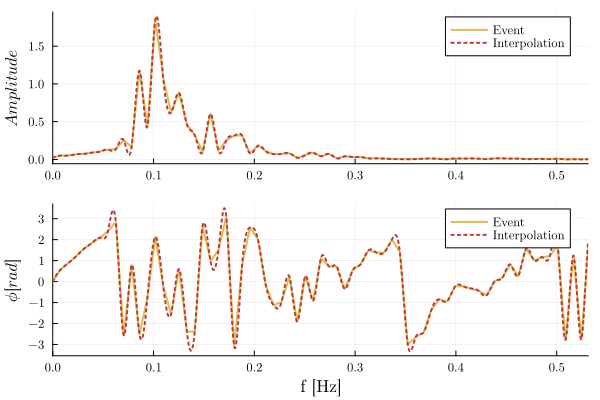 Amplitude
1.5
1.0
0.5
0.0
Event
Interpolation
0.0 0.1 0.2 0.3 0.4 0.5
ϕ[rad]
3
2
1
0
−1
−2
−3
Event
Interpolation
0.0 0.1 0.2 0.3 0.4 0.5
f [Hz]